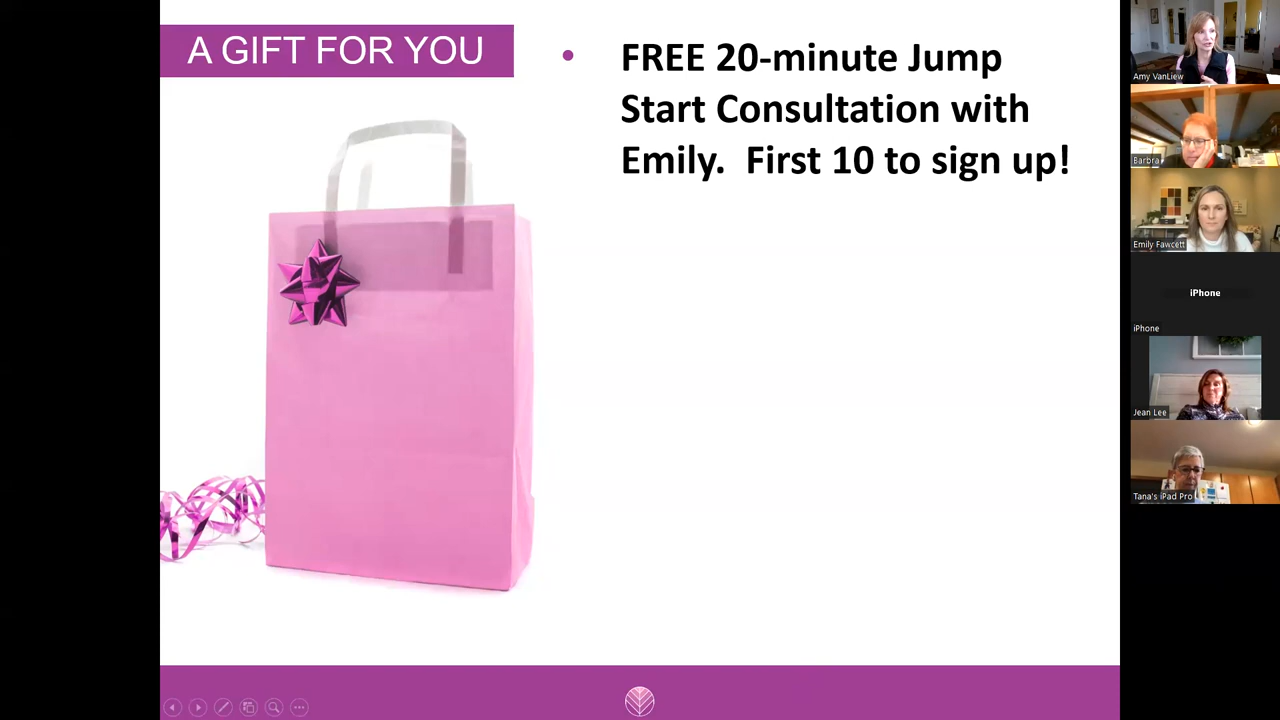 A GIFT FOR YOU
• FREE 20-minute Jump
Start Consultation with
Emily.  First 10 to sign up!
Amy VanLiew
Barbra
Emily Fawcett
iPhone
iPhone
Jean Lee
Tana's iPad Pro